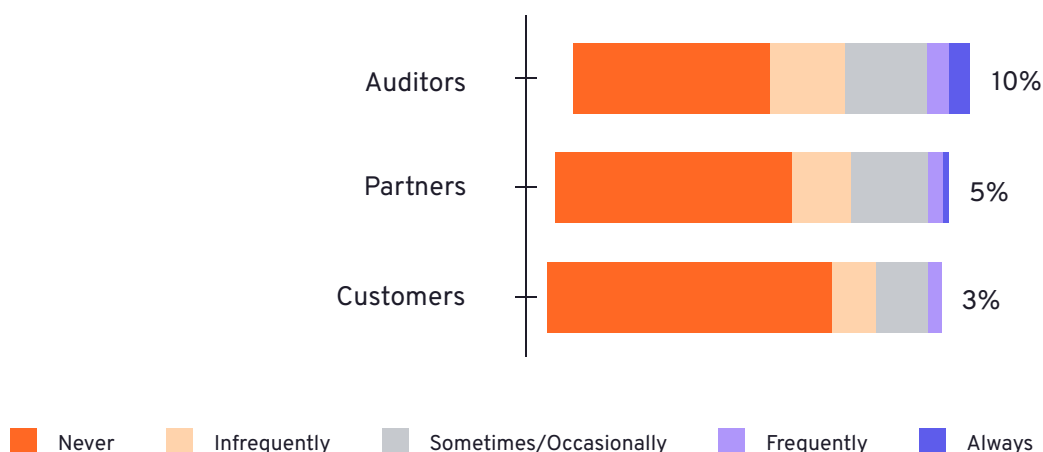 Auditors 10%
Partners 5%
Customers 3%
Never Infrequently Sometimes/Occasionally Frequently Always